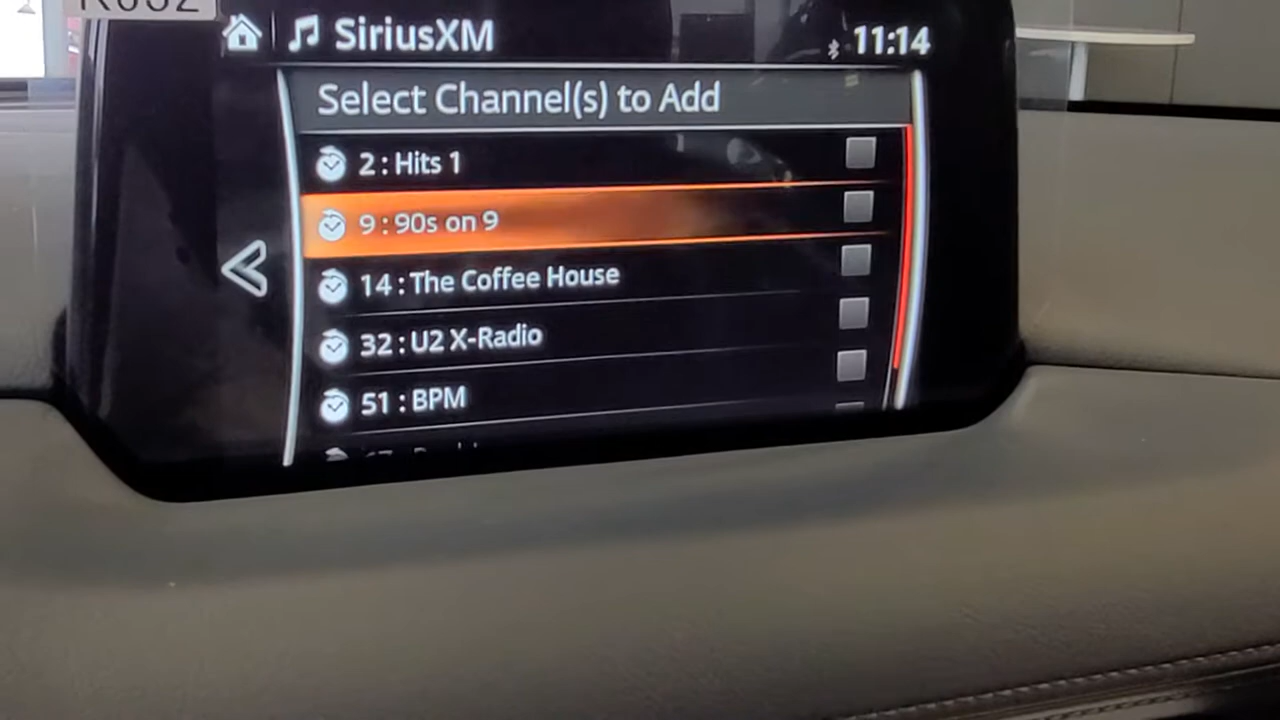 SiriusXM
11:14
Select Channel(s) to Add
2 : Hits 1
9 : 90s on 9
14 : The Coffee House
32 : U2 X-Radio
51 : BPM